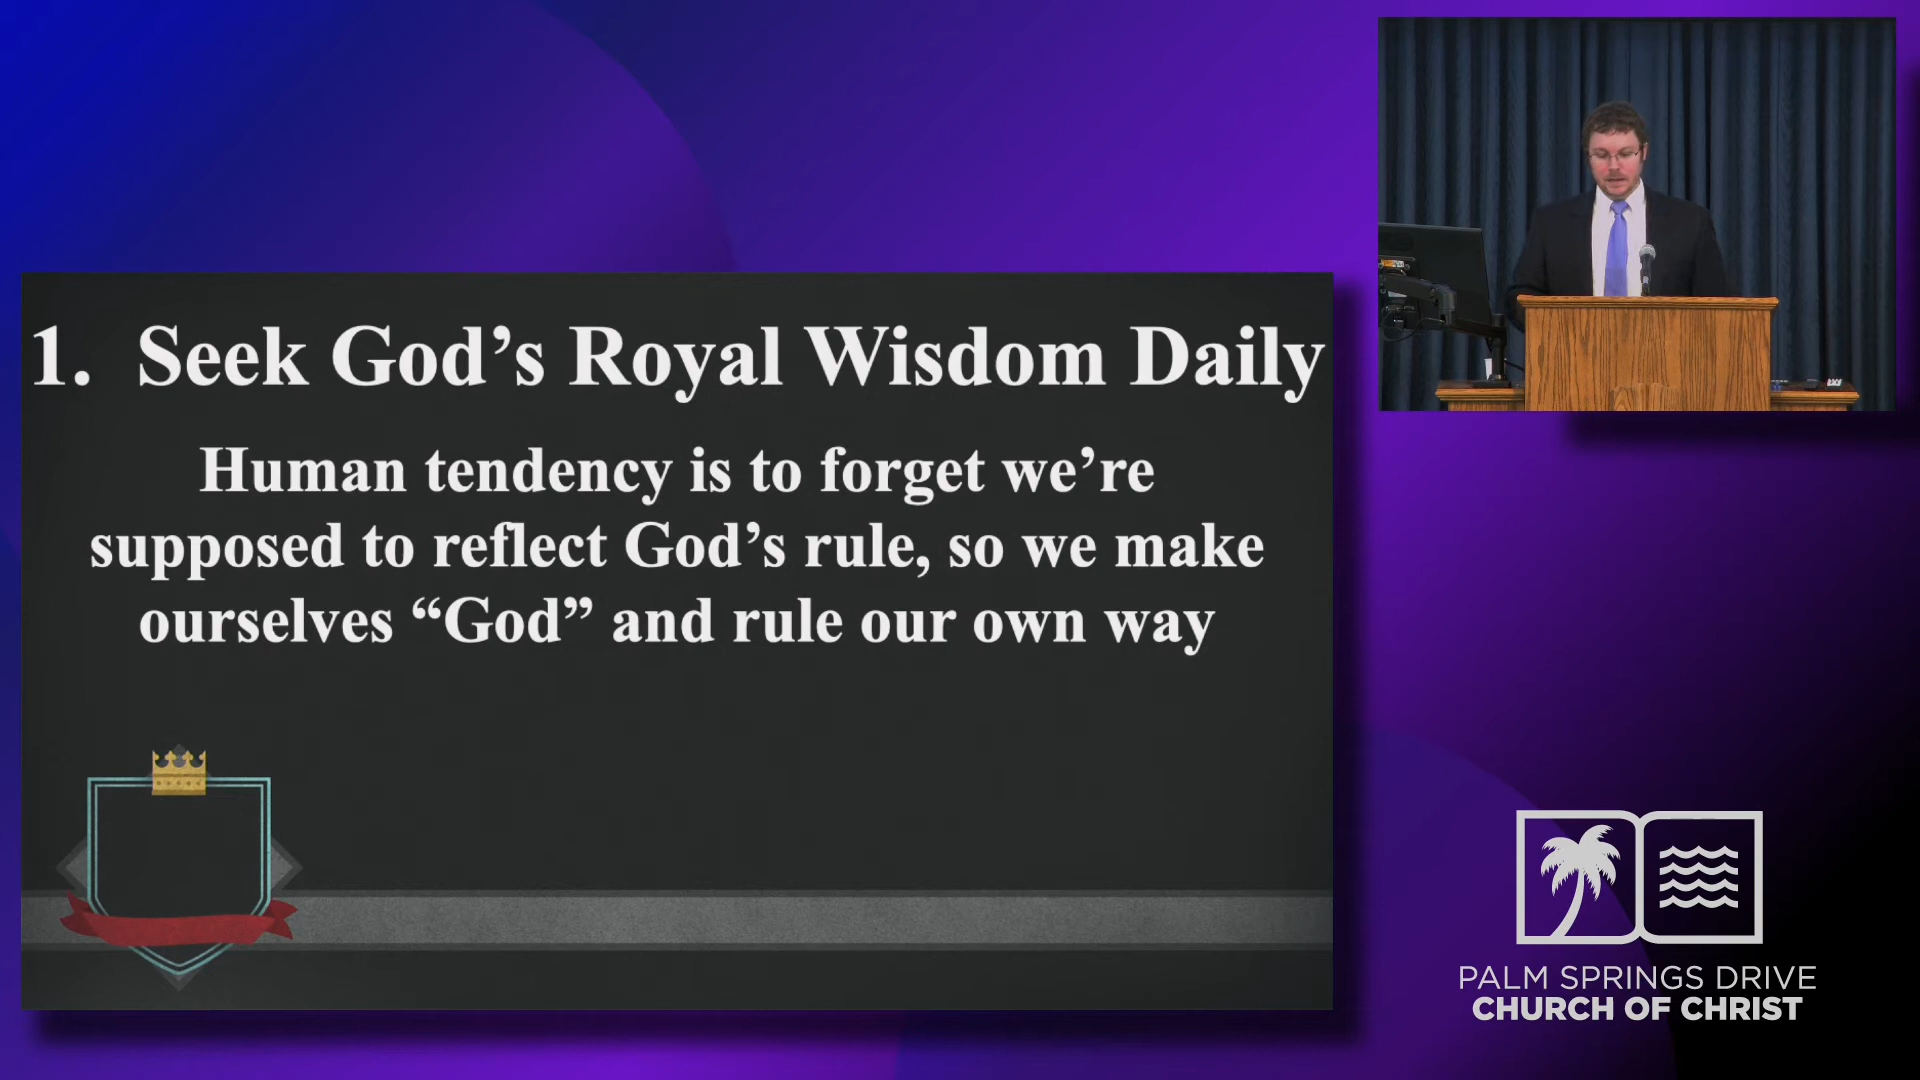 1. Seek God’s Royal Wisdom Daily
Human tendency is to forget we’re
supposed to reflect God’s rule, so we make
ourselves “God” and rule our own way
PALM SPRINGS DRIVE
CHURCH OF CHRIST